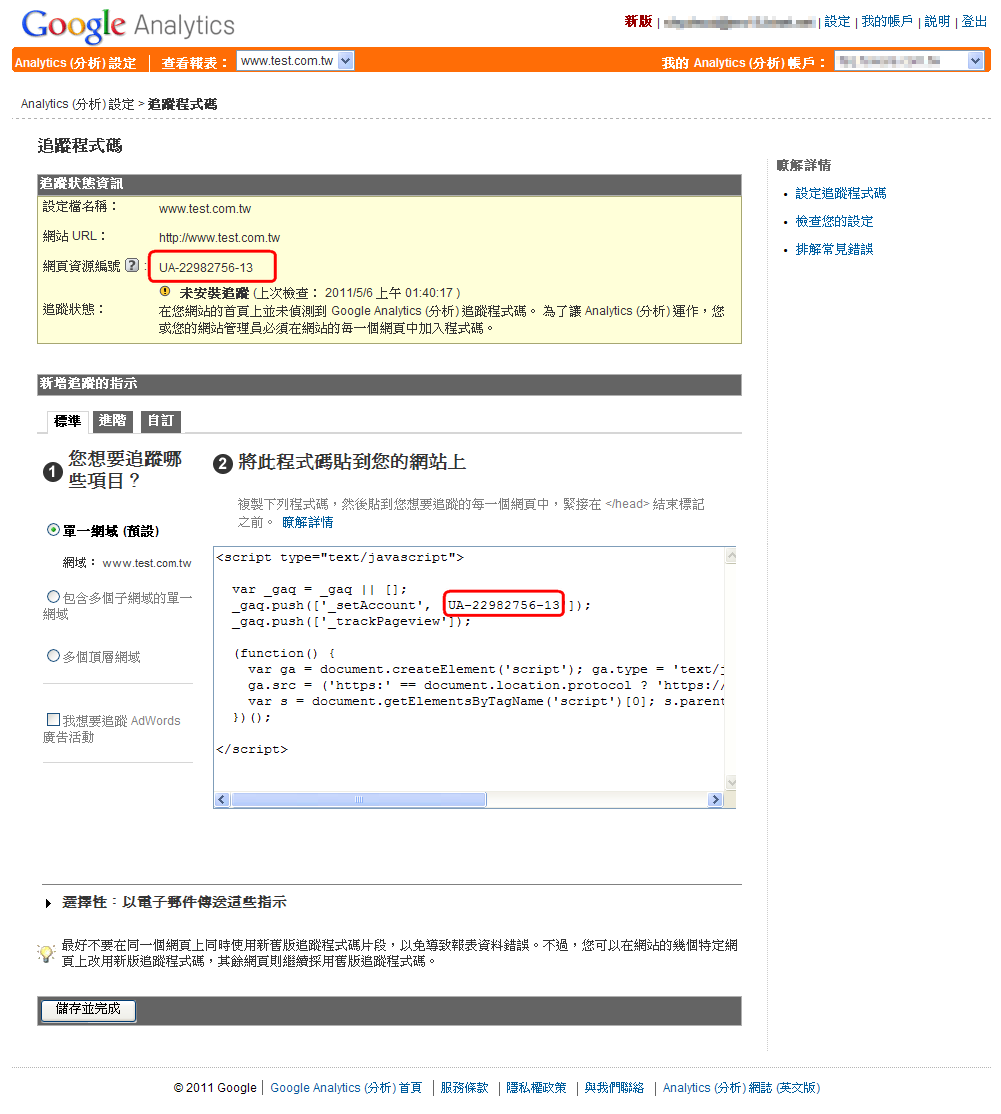 Google Analytics
新版 | | 設定 | 我的帳戶 | 說明 | 登出
Analytics (分析) 設定 | 查看報表： www.test.com.tw 我的 Analytics (分析) 帳戶：
Analytics (分析) 設定 > 追蹤程式碼
追蹤程式碼
追蹤狀態資訊
設定檔名稱： www.test.com.tw
網站 URL： http://www.test.com.tw
網頁資源編號 ? : UA-22982756-13
追蹤狀態： 未安裝追蹤 (上次檢查： 2011/5/6 上午 01:40:17 )
在您網站的首頁上並未偵測到 Google Analytics (分析) 追蹤程式碼。為了讓 Analytics (分析) 運作，您
或您的網站管理員必須在網站的每一個網頁中加入程式碼。
瞭解詳情
設定追蹤程式碼
檢查您的設定
排解常見錯誤
新增追蹤的指示
標準 進階 自訂
1 您想要追蹤哪
些項目？
單一網域 (預設)
網域： www.test.com.tw
包含多個子網域的單一
網域
多個頂層網域
我想要追蹤 AdWords
廣告活動
2 將此程式碼貼到您的網站上
複製下列程式碼，然後貼到您想要追蹤的每一個網頁中，緊接在 </head> 結束標記
之前。 瞭解詳情
<script type="text/javascript">
var _gaq = _gaq || [];
_gaq.push(['_setAccount', UA-22982756-13 ]);
_gaq.push(['_trackPageview']);
(function() {
var ga = document.createElement('script'); ga.type = 'text/j
ga.src = ('https:' == document.location.protocol ? 'https://
var s = document.getElementsByTagName('script')[0]; s.parent
})();
</script>
選擇性：以電子郵件傳送這些指示
最好不要在同一個網頁上同時使用新舊版追蹤程式碼片段，以免導致報表資料錯誤。不過，您可以在網站的幾個特定網
頁上改用新版追蹤程式碼，其餘網頁則繼續採用舊版追蹤程式碼。
儲存並完成
© 2011 Google | Google Analytics (分析) 首頁 | 服務條款 | 隱私權政策 | 與我們聯絡 | Analytics (分析) 網誌 (英文版)